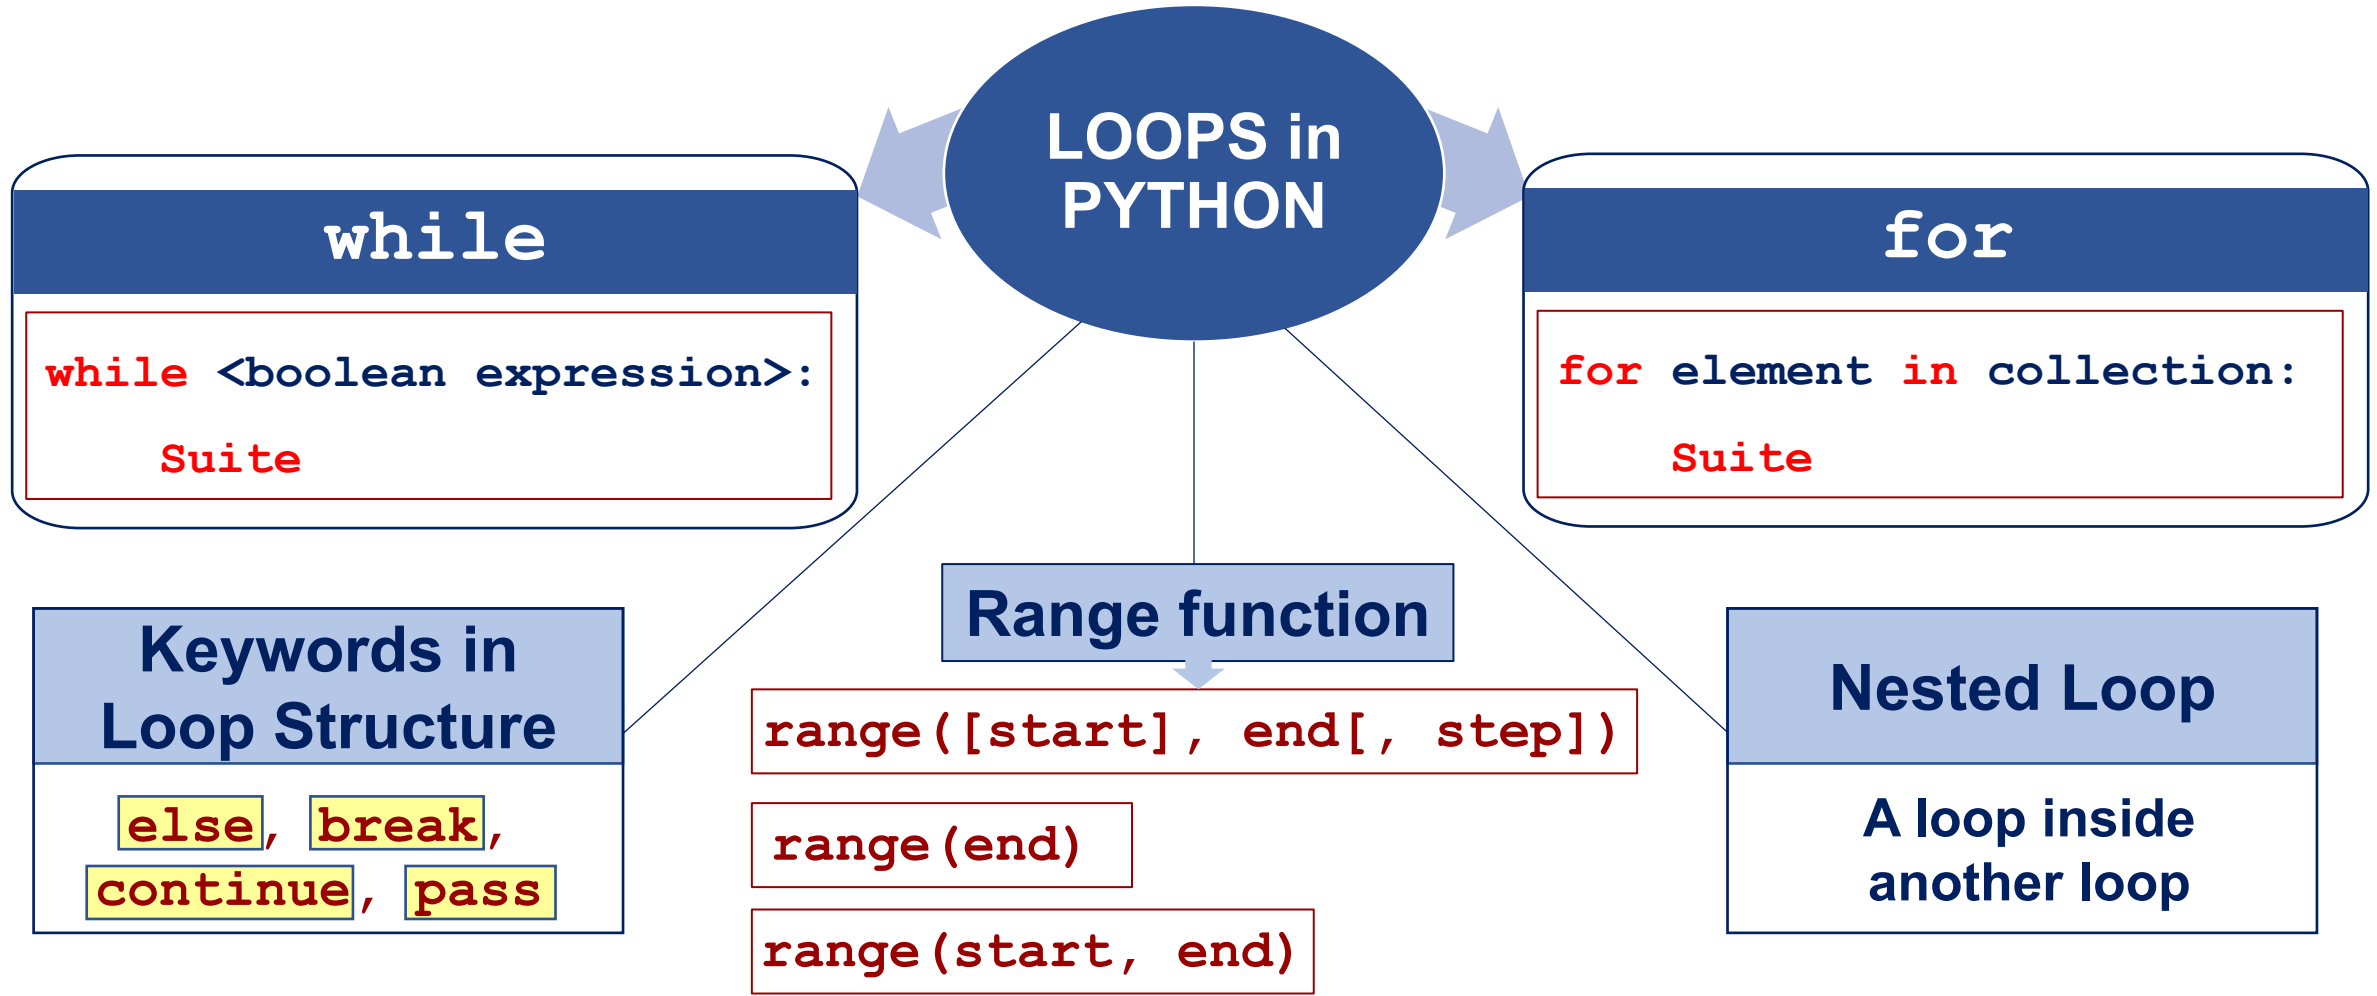 LOOPS in
PYTHON
while
while <boolean expression>:
Suite
for
for element in collection:
Suite
Keywords in
Loop Structure
else, break,
continue, pass
Range function
range([start], end[, step])
range(end)
range(start, end)
Nested Loop
A loop inside
another loop